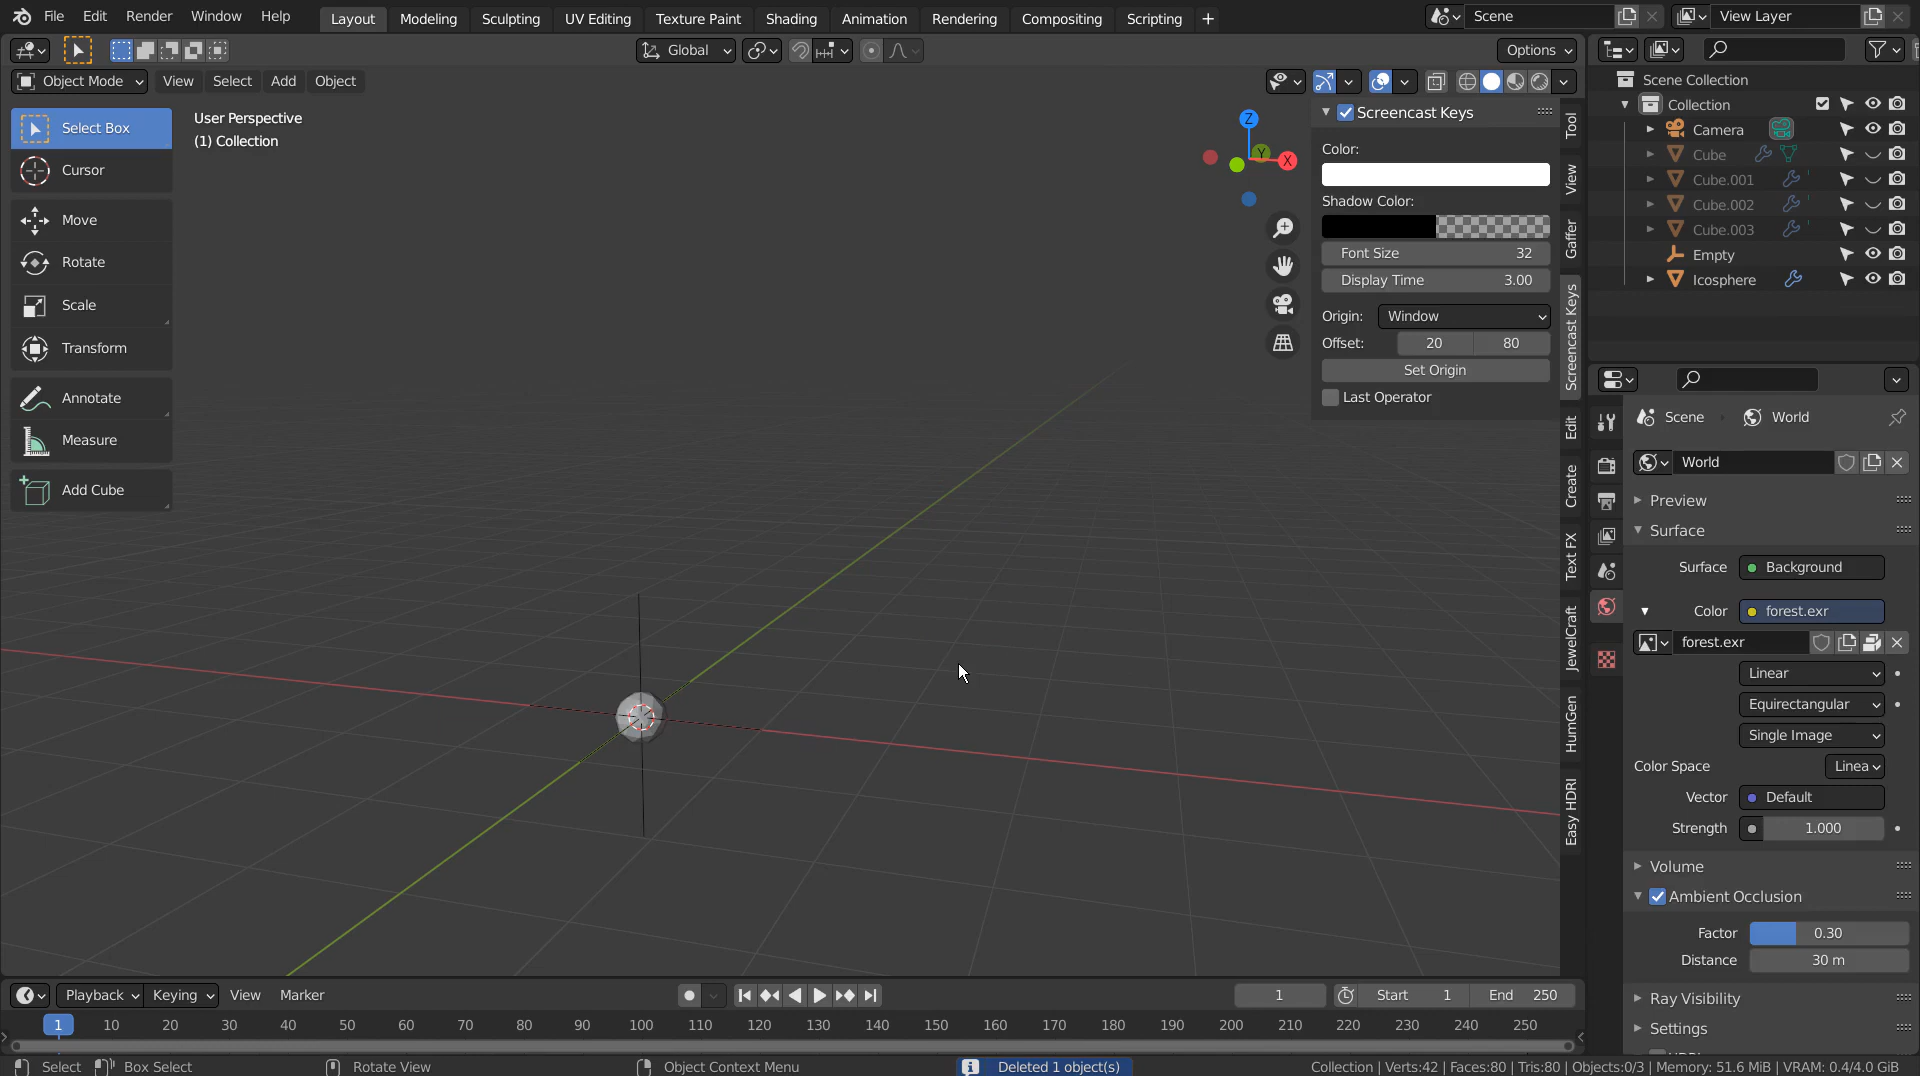 File Edit Render Window Help Layout Modeling Sculpting UV Editing Texture Paint Shading Animation Rendering Compositing Scripting + Scene View Layer
Global Options
Object Mode View Select Add Object
Select Box
Cursor
Move
Rotate
Scale
Transform
Annotate
Measure
Add Cube
User Perspective
(1) Collection
Z
Y
X
Screencast Keys
Color:
Shadow Color:
Font Size 32
Display Time 3.00
Origin: Window
Offset: 20 80
Set Origin
Last Operator
Tool
View
Gaffer
Screencast Keys
Edit
Create
Text FX
JewelCraft
HumGen
Easy HDRI
Scene Collection
Collection
Camera
Cube
Cube.001
Cube.002
Cube.003
Empty
Icosphere
Scene World
World
Preview
Surface
Surface Background
Color forest.exr
forest.exr
Linear
Equirectangular
Single Image
Color Space Linea
Vector Default
Strength 1.000
Volume
Ambient Occlusion
Factor 0.30
Distance 30 m
Ray Visibility
Settings
Playback Keying View Marker 1 Start 1 End 250
1 10 20 30 40 50 60 70 80 90 100 110 120 130 140 150 160 170 180 190 200 210 220 230 240 250
Select Box Select Rotate View Object Context Menu Deleted 1 object(s) Collection | Verts:42 | Faces:80 | Tris:80 | Objects:0/3 | Memory: 51.6 MiB | VRAM: 0.4/4.0 GiB